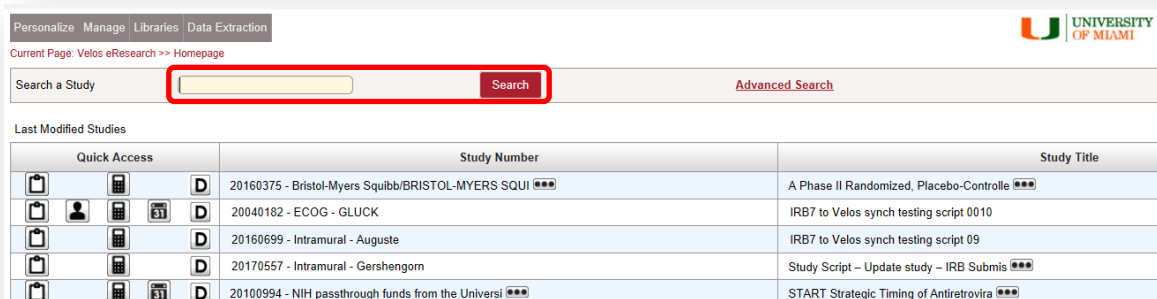 Personalize Manage Libraries Data Extraction
UNIVERSITY
OF MIAMI
Current Page: Velos eResearch >> Homepage
Search a Study Search Advanced Search
Last Modified Studies
Quick Access Study Number Study Title
D 20160375 - Bristol-Myers Squibb/BRISTOL-MYERS SQUI A Phase II Randomized, Placebo-Controlle
31 D 20040182 - ECOG - GLUCK IRB7 to Velos synch testing script 0010
D 20160699 - Intramural - Auguste IRB7 to Velos synch testing script 09
D 20170557 - Intramural - Gershengorn Study Script – Update study – IRB Submis
31 D 20100994 - NIH passthrough funds from the Universi START Strategic Timing of Antiretrovira